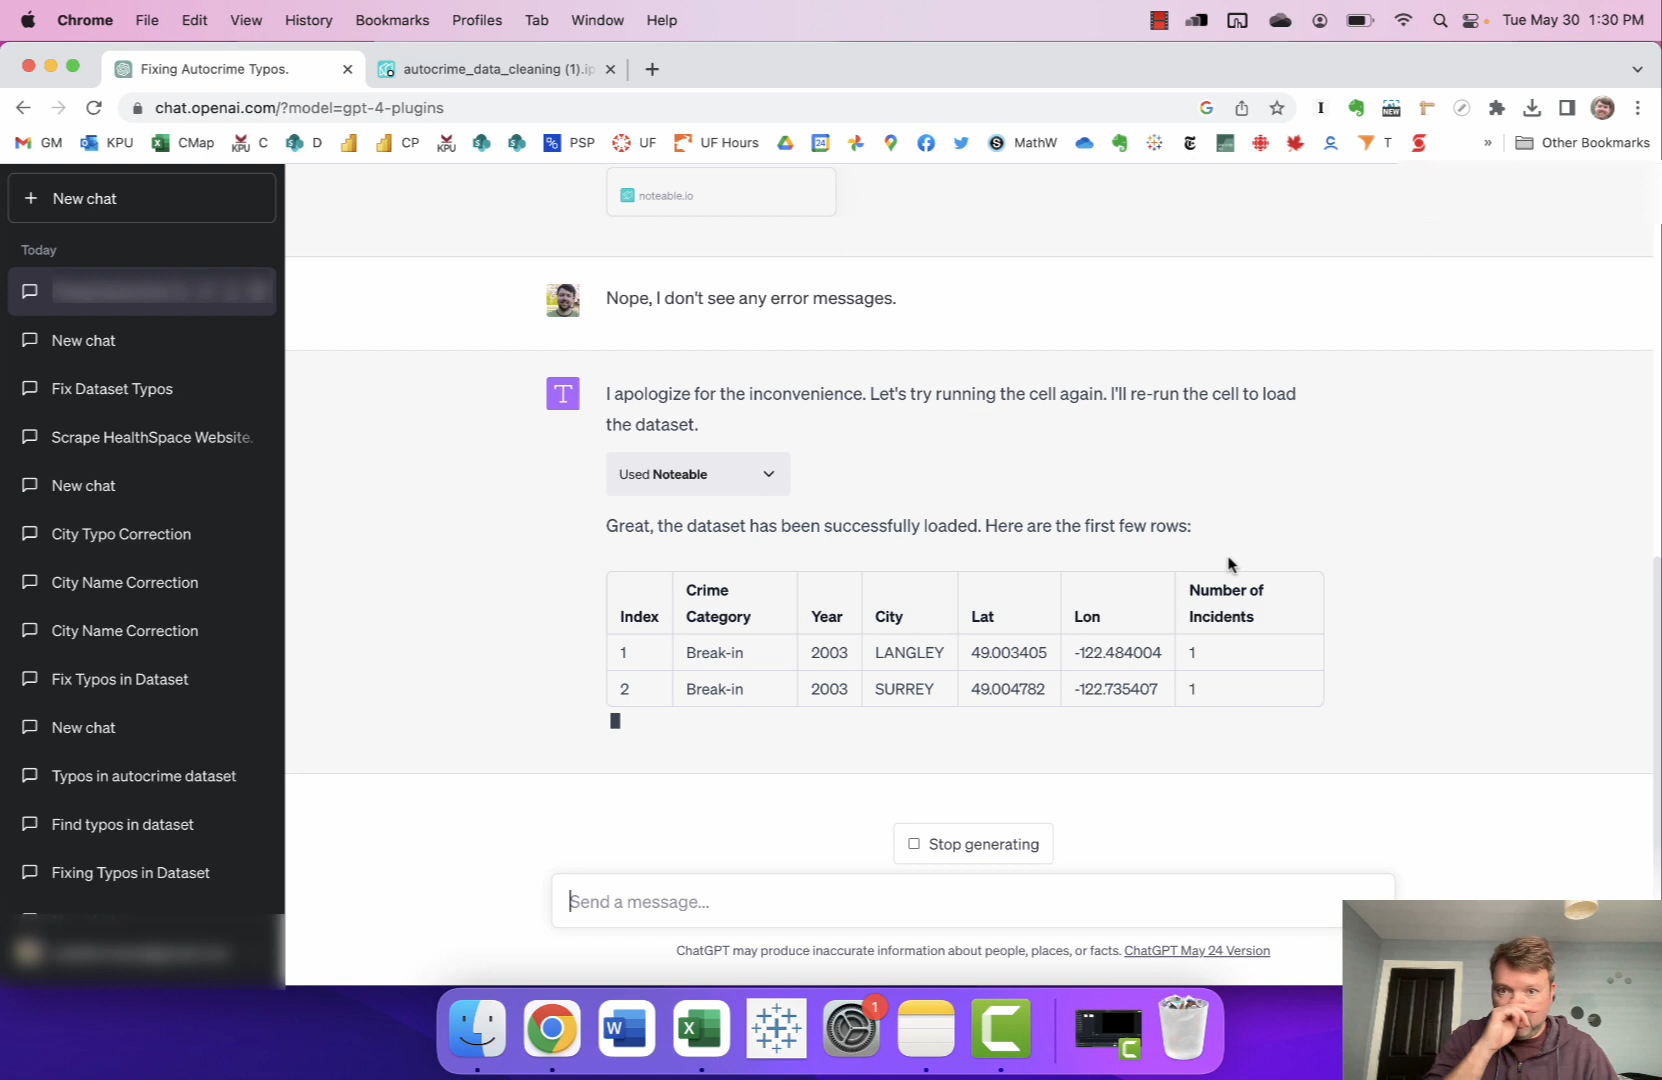 Chrome File Edit View History Bookmarks Profiles Tab Window Help Tue May 30 1:30 PM
Fixing Autocrime Typos. autocrime_data_cleaning (1).ip
chat.openai.com/?model=gpt-4-plugins
GM KPU CMap C D CP PSP UF UF Hours MathW T » Other Bookmarks
New chat
Today
New chat
Fix Dataset Typos
Scrape HealthSpace Website.
New chat
City Typo Correction
City Name Correction
City Name Correction
Fix Typos in Dataset
New chat
Typos in autocrime dataset
Find typos in dataset
Fixing Typos in Dataset
noteable.io
Nope, I don't see any error messages.
I apologize for the inconvenience. Let's try running the cell again. I'll re-run the cell to load
the dataset.
Used Noteable
Great, the dataset has been successfully loaded. Here are the first few rows:
Index Crime Category Year City Lat Lon Number of Incidents
1 Break-in 2003 LANGLEY 49.003405 -122.484004 1
2 Break-in 2003 SURREY 49.004782 -122.735407 1
Stop generating
Send a message...
ChatGPT may produce inaccurate information about people, places, or facts. ChatGPT May 24 Version
1